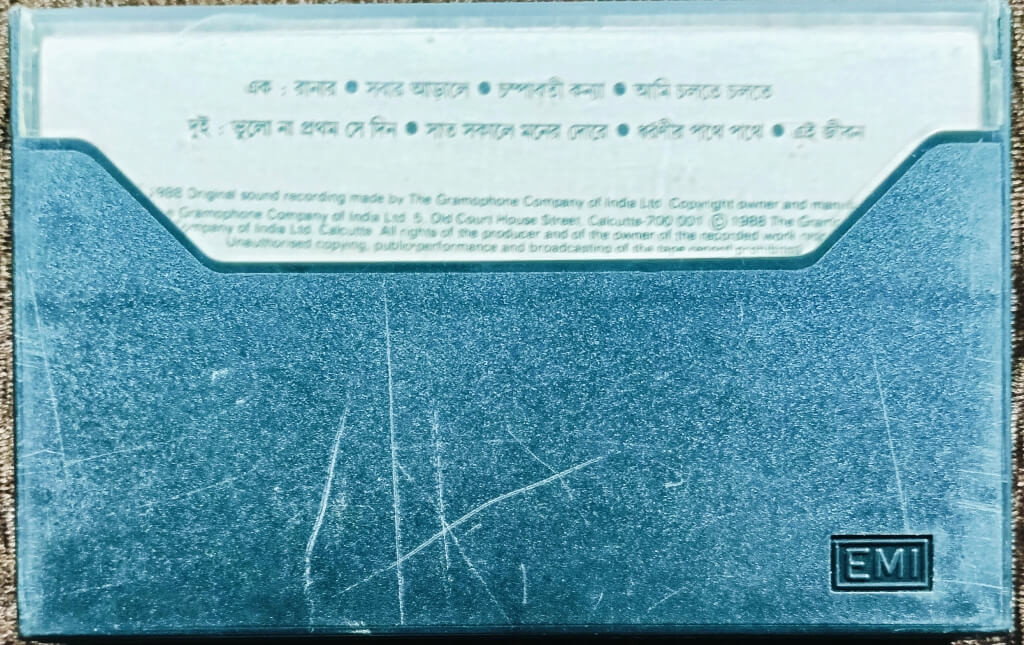 এক : রানার ● সবার আড়ালে ● চম্পাবতী কন্যা ● আমি চলতে চলতে
দুই : ভুলো না প্রথম সে দিন ● সাত সকালে মনের দোরে ● ধরণীর পথে পথে ● এই জীবন
1988 Original sound recording made by The Gramophone Company of India Ltd Copyright owner and
Gramophone Company of India Ltd 5, Old Court House Street, Calcutta-700 001 © 1988 The
Company of India Ltd Calcutta All rights of the producer and of the owner of the recorded work
Unauthorised copying, public performance and broadcasting of the tape record prohibited
EMI